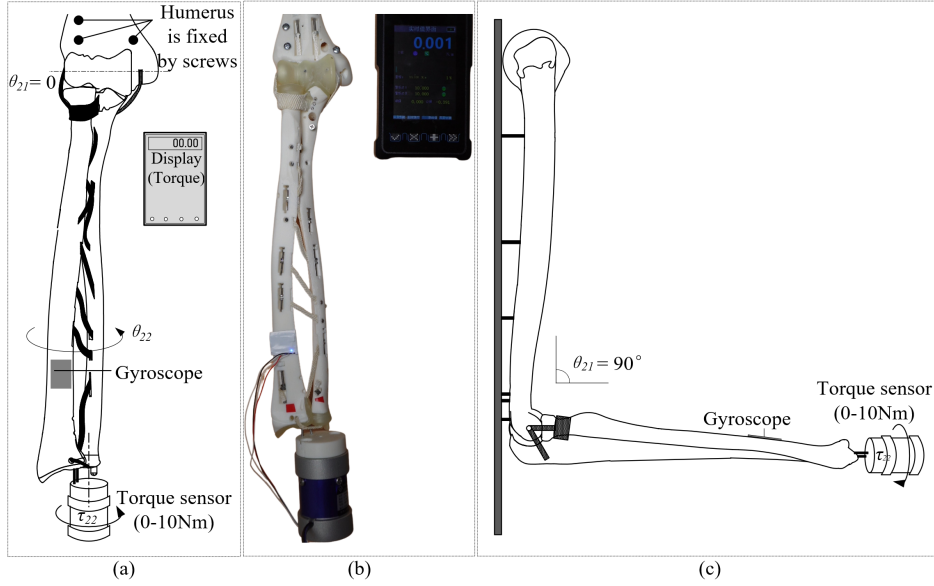 Humerus
is fixed
by screws
θ21= 0
00.00
Display
(Torque)
θ22
Gyroscope
τ22
Torque sensor
(0-10Nm)
(a)
0.001
(b)
θ21= 90°
Gyroscope
Torque sensor
(0-10Nm)
τ22
(c)